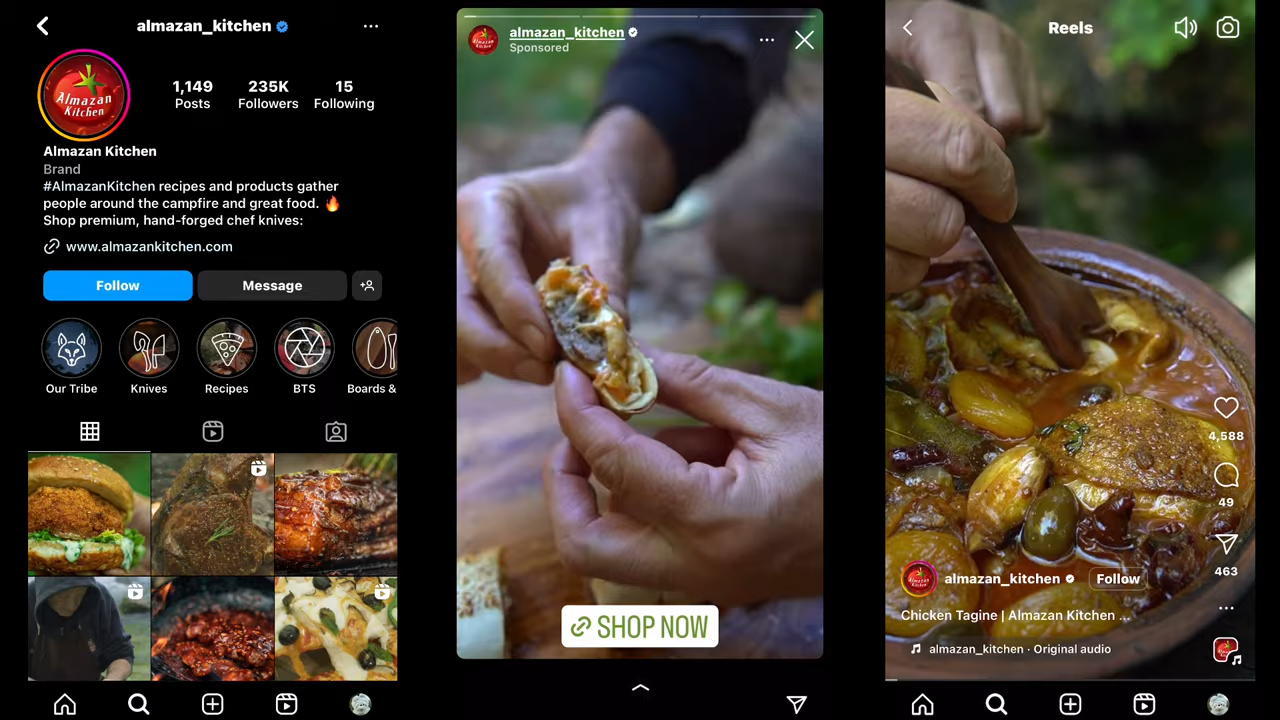 almazan_kitchen
Almazan
Kitchen
1,149
Posts
235K
Followers
15
Following
Almazan Kitchen
Brand
#AlmazanKitchen recipes and products gather
people around the campfire and great food. 🔥
Shop premium, hand-forged chef knives:
www.almazankitchen.com
Follow
Message
Our Tribe
Knives
Recipes
BTS
Boards &
almazan_kitchen
Sponsored
SHOP NOW
Reels
4,588
49
463
almazan_kitchen
Follow
Chicken Tagine | Almazan Kitchen ...
almazan_kitchen · Original audio